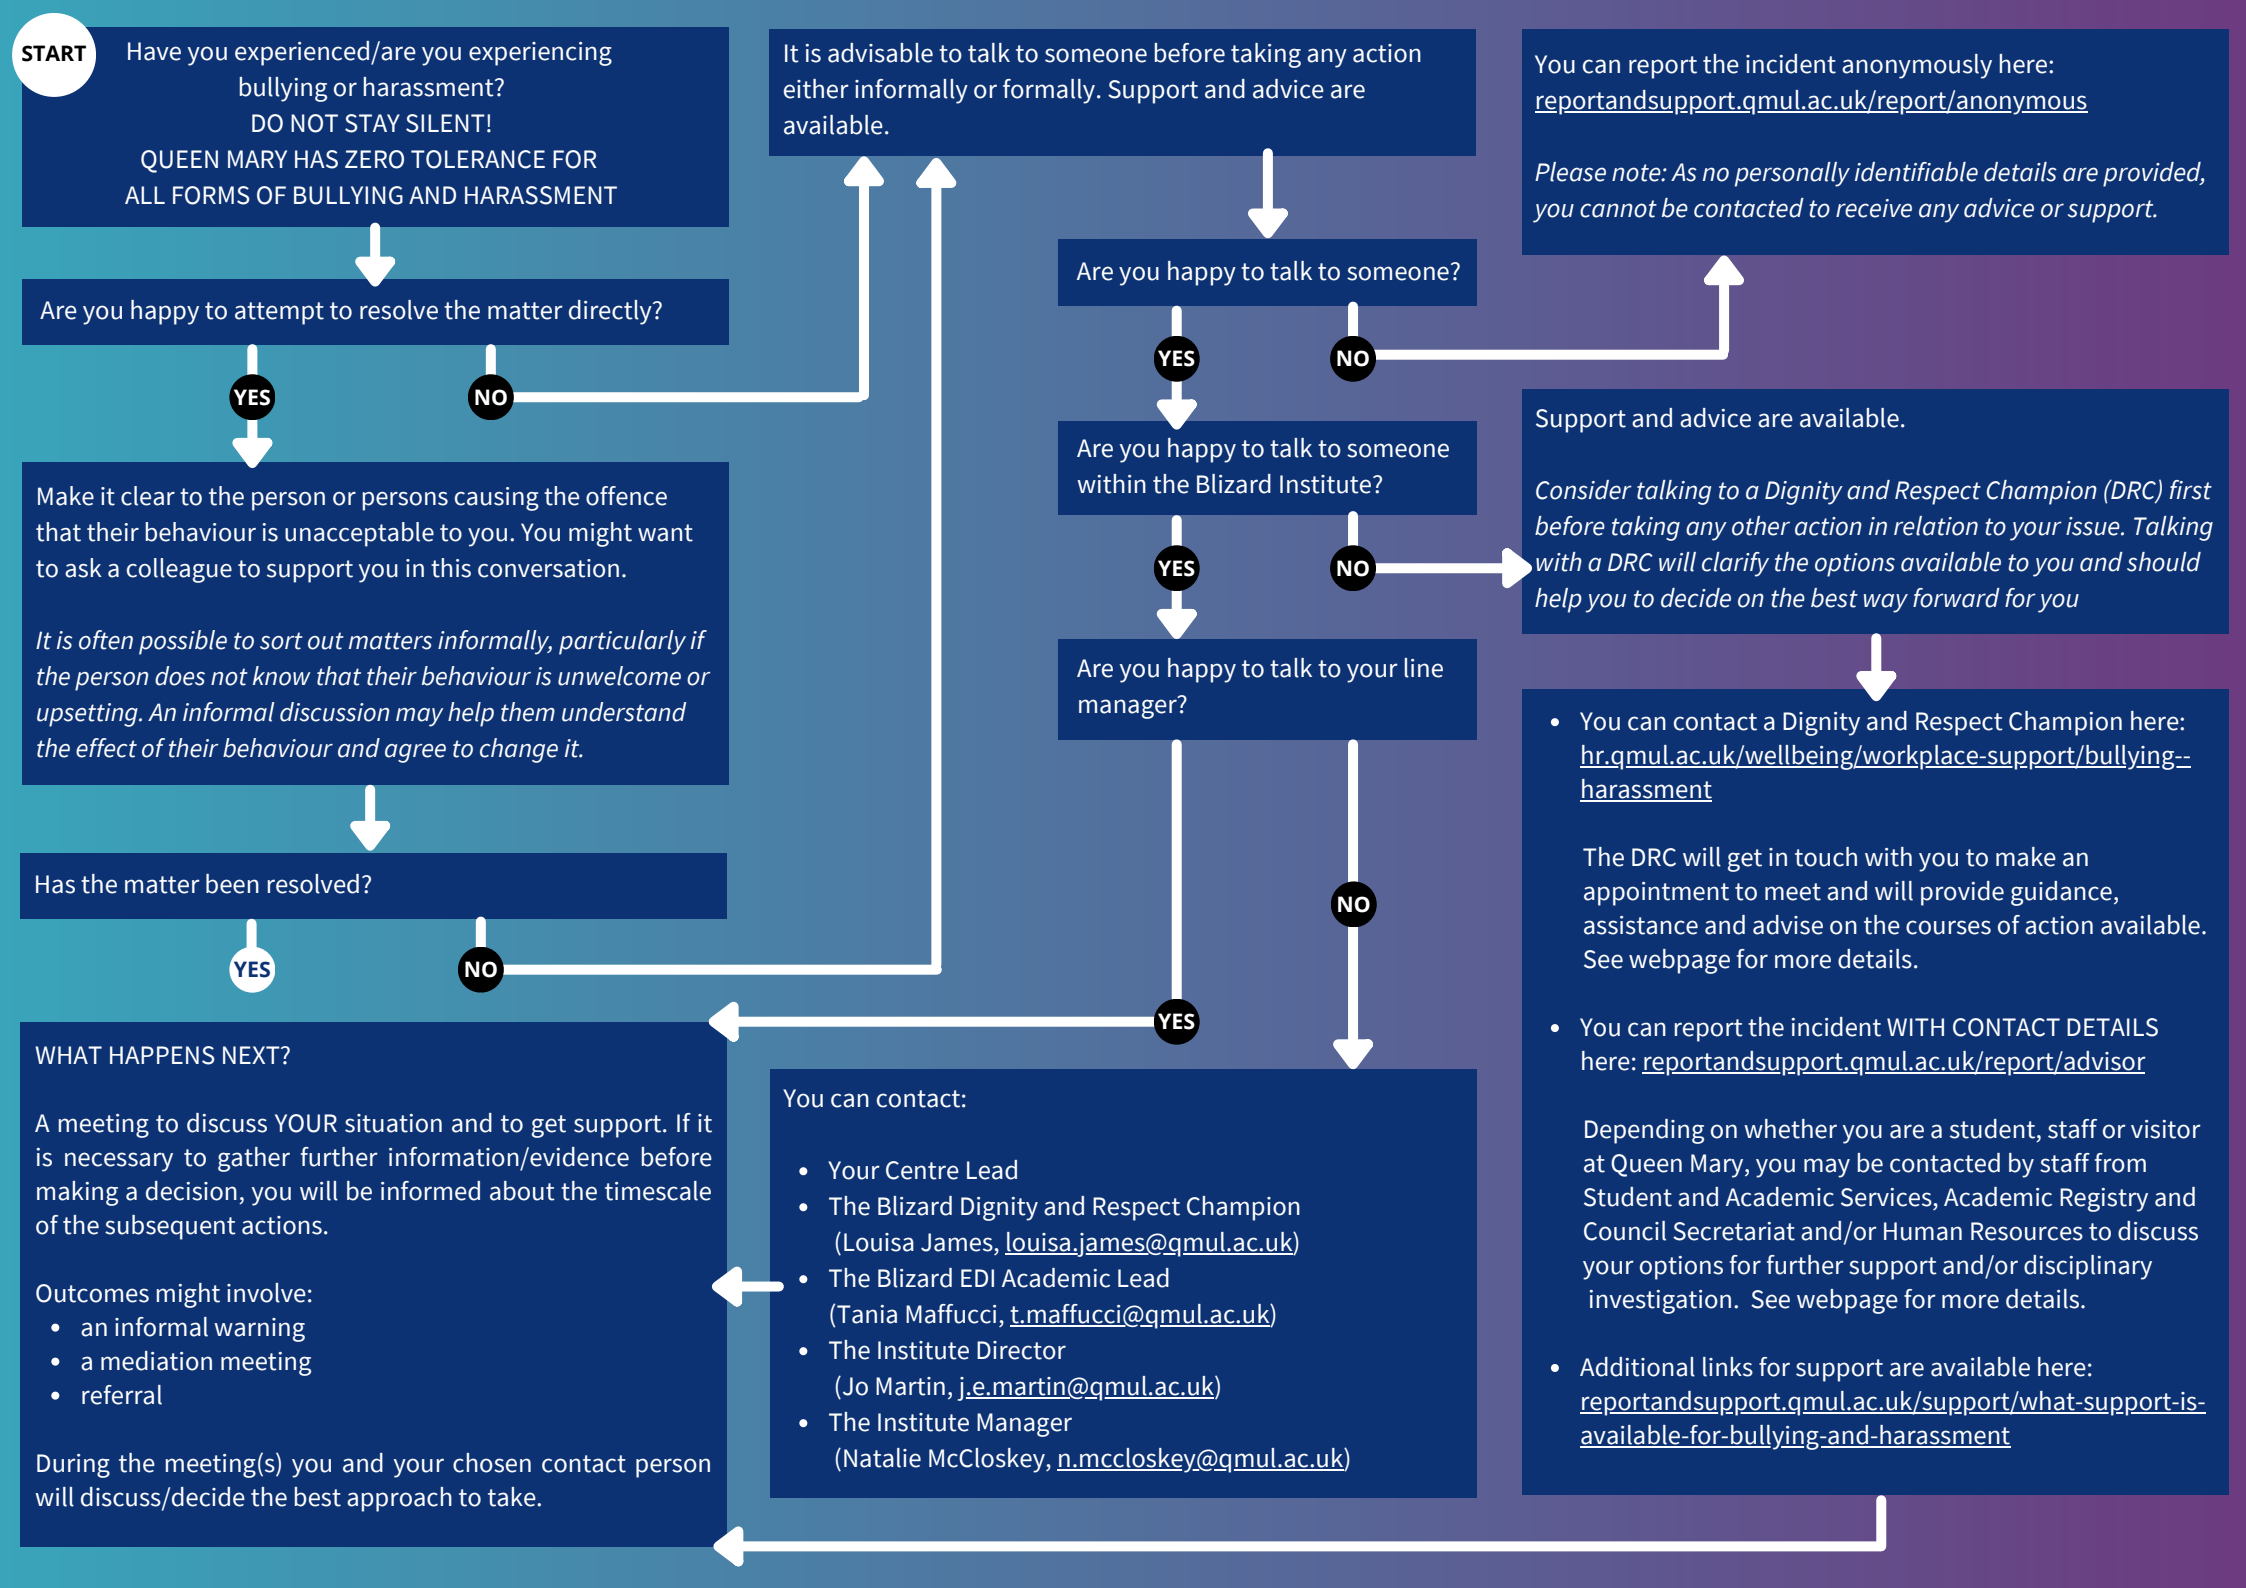 START
Have you experienced/are you experiencing
bullying or harassment?
DO NOT STAY SILENT!
QUEEN MARY HAS ZERO TOLERANCE FOR
ALL FORMS OF BULLYING AND HARASSMENT
Are you happy to attempt to resolve the matter directly?
YES
NO
Make it clear to the person or persons causing the offence
that their behaviour is unacceptable to you. You might want
to ask a colleague to support you in this conversation.
It is often possible to sort out matters informally, particularly if
the person does not know that their behaviour is unwelcome or
upsetting. An informal discussion may help them understand
the effect of their behaviour and agree to change it.
Has the matter been resolved?
YES
NO
It is advisable to talk to someone before taking any action
either informally or formally. Support and advice are
available.
Are you happy to talk to someone?
YES
NO
You can report the incident anonymously here:
reportandsupport.qmul.ac.uk/report/anonymous
Please note: As no personally identifiable details are provided,
you cannot be contacted to receive any advice or support.
Are you happy to talk to someone
within the Blizard Institute?
YES
NO
Support and advice are available.
Consider talking to a Dignity and Respect Champion (DRC) first
before taking any other action in relation to your issue. Talking
with a DRC will clarify the options available to you and should
help you to decide on the best way forward for you
Are you happy to talk to your line
manager?
NO
YES
You can contact:
• Your Centre Lead
• The Blizard Dignity and Respect Champion
(Louisa James, louisa.james@qmul.ac.uk)
• The Blizard EDI Academic Lead
(Tania Maffucci, t.maffucci@qmul.ac.uk)
• The Institute Director
(Jo Martin, j.e.martin@qmul.ac.uk)
• The Institute Manager
(Natalie McCloskey, n.mccloskey@qmul.ac.uk)
• You can contact a Dignity and Respect Champion here:
hr.qmul.ac.uk/wellbeing/workplace-support/bullying--
harassment
The DRC will get in touch with you to make an
appointment to meet and will provide guidance,
assistance and advise on the courses of action available.
See webpage for more details.
• You can report the incident WITH CONTACT DETAILS
here: reportandsupport.qmul.ac.uk/report/advisor
Depending on whether you are a student, staff or visitor
at Queen Mary, you may be contacted by staff from
Student and Academic Services, Academic Registry and
Council Secretariat and/or Human Resources to discuss
your options for further support and/or disciplinary
investigation. See webpage for more details.
• Additional links for support are available here:
reportandsupport.qmul.ac.uk/support/what-support-is-
available-for-bullying-and-harassment
WHAT HAPPENS NEXT?
A meeting to discuss YOUR situation and to get support. If it
is necessary to gather further information/evidence before
making a decision, you will be informed about the timescale
of the subsequent actions.
Outcomes might involve:
• an informal warning
• a mediation meeting
• referral
During the meeting(s) you and your chosen contact person
will discuss/decide the best approach to take.